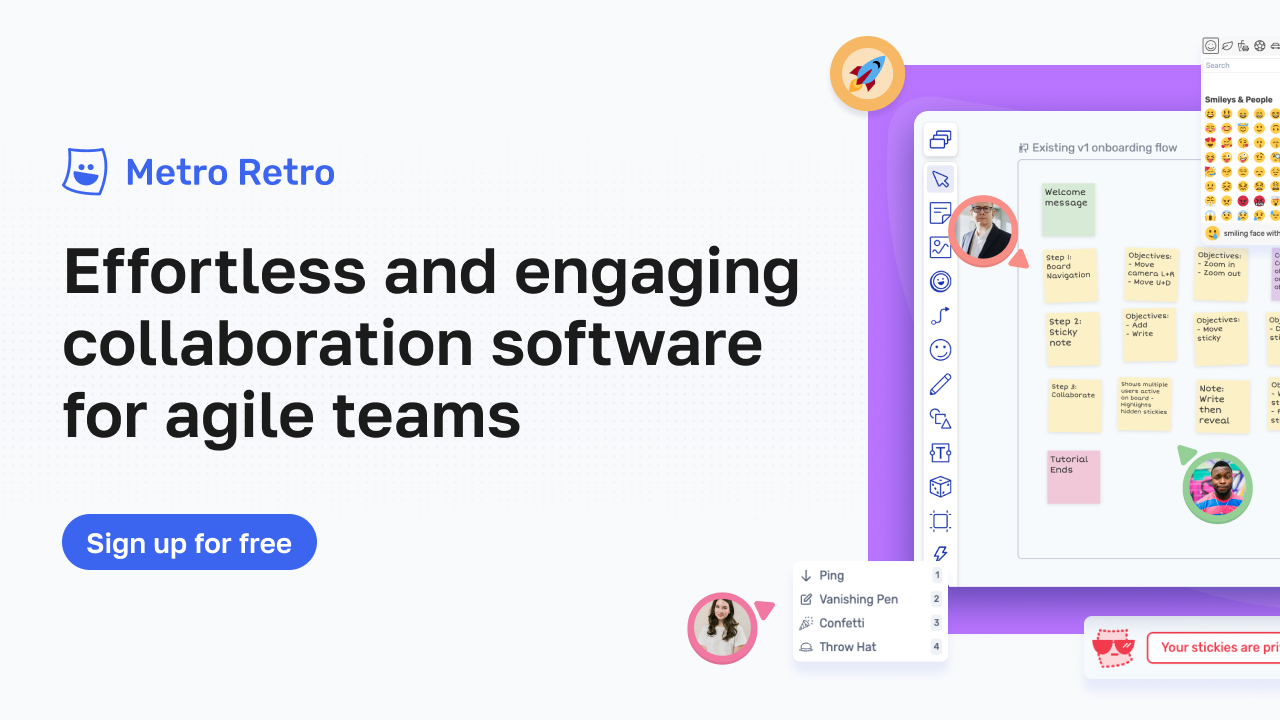 Metro Retro
Effortless and engaging
collaboration software
for agile teams
Sign up for free
Search
Smileys & People
smiling face with
Existing v1 onboarding flow
Welcome
message
Step 1:
Board
Navigation
Objectives:
- Move
camera L+R
- Move U+D
Objectives:
- Zoom in
- Zoom out
Step 2:
Sticky
note
Objectives:
- Add
- Write
Objectives:
- Move
sticky
Step 3:
Collaborate
Shows multiple
users active
on board -
Highlights
hidden stickies
Note:
Write
then
reveal
Tutorial
Ends
T
Ping 1
Vanishing Pen 2
Confetti 3
Throw Hat 4
Your stickies are